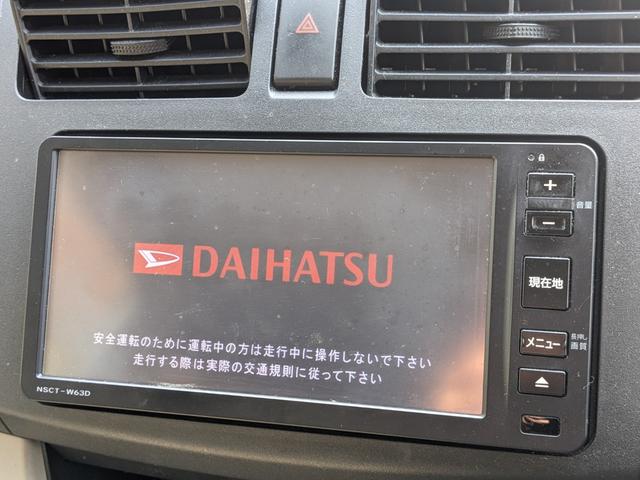 DAIHATSU
安全運転のために運転中の方は走行中に操作しないで下さい
走行する際は実際の交通規則に従って下さい
NSCT-W63D
+
音量
-
現在地
長押し
メニュー 画質